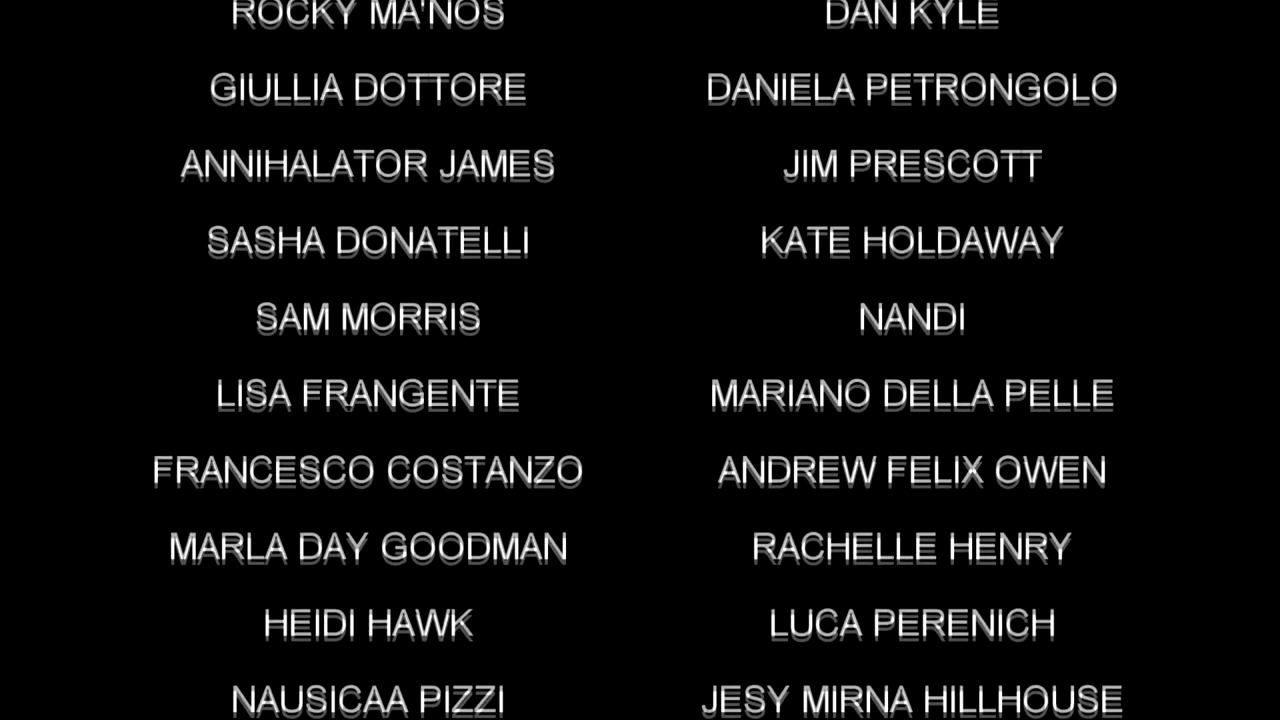 ROCKY MA'NOS DAN KYLE
GIULLIA DOTTORE DANIELA PETRONGOLO
ANNIHALATOR JAMES JIM PRESCOTT
SASHA DONATELLI KATE HOLDAWAY
SAM MORRIS NANDI
LISA FRANGENTE MARIANO DELLA PELLE
FRANCESCO COSTANZO ANDREW FELIX OWEN
MARLA DAY GOODMAN RACHELLE HENRY
HEIDI HAWK LUCA PERENICH
NAUSICAA PIZZI JESY MIRNA HILLHOUSE